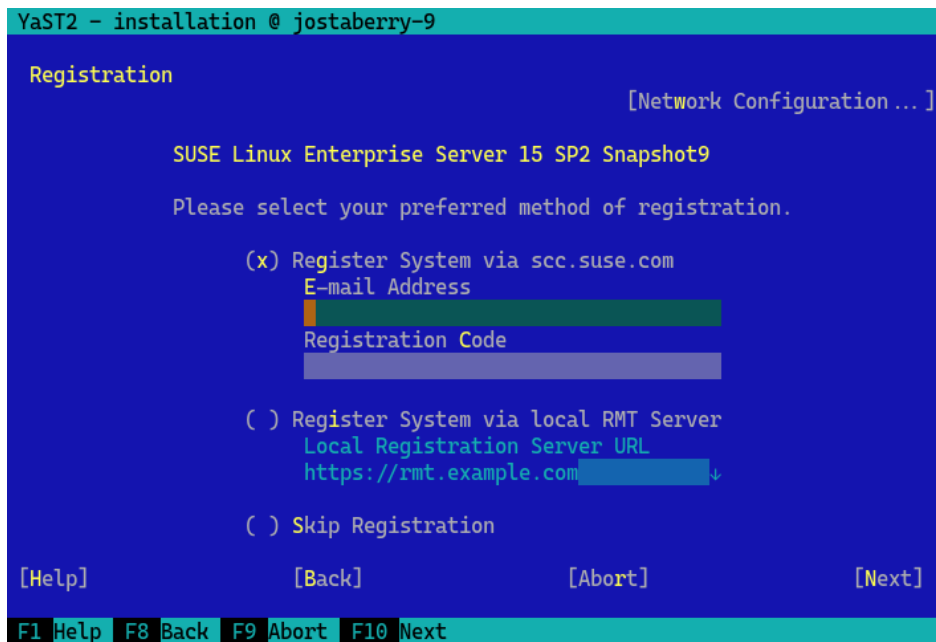 YaST2 - installation @ jostaberry-9
Registration
[Network Configuration...]
SUSE Linux Enterprise Server 15 SP2 Snapshot9
Please select your preferred method of registration.
(x) Register System via scc.suse.com
E-mail Address
Registration Code
( ) Register System via local RMT Server
Local Registration Server URL
https://rmt.example.com ↓
( ) Skip Registration
[Help] [Back] [Abort] [Next]
F1 Help F8 Back F9 Abort F10 Next